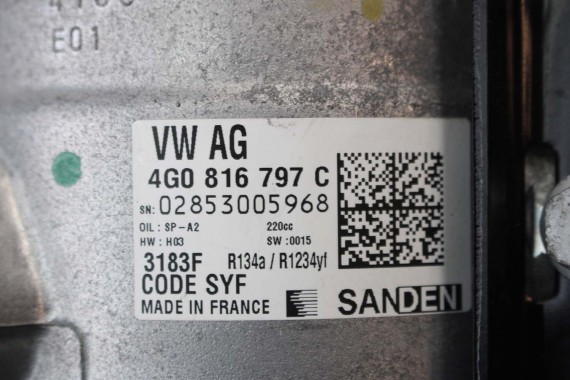 E01
VW AG
4G0 816 797 C
SN: 02853005968
OIL : SP-A2 220cc
HW : H03 SW :0015
3183F R134a / R1234yf
CODE SYF
MADE IN FRANCE SANDEN